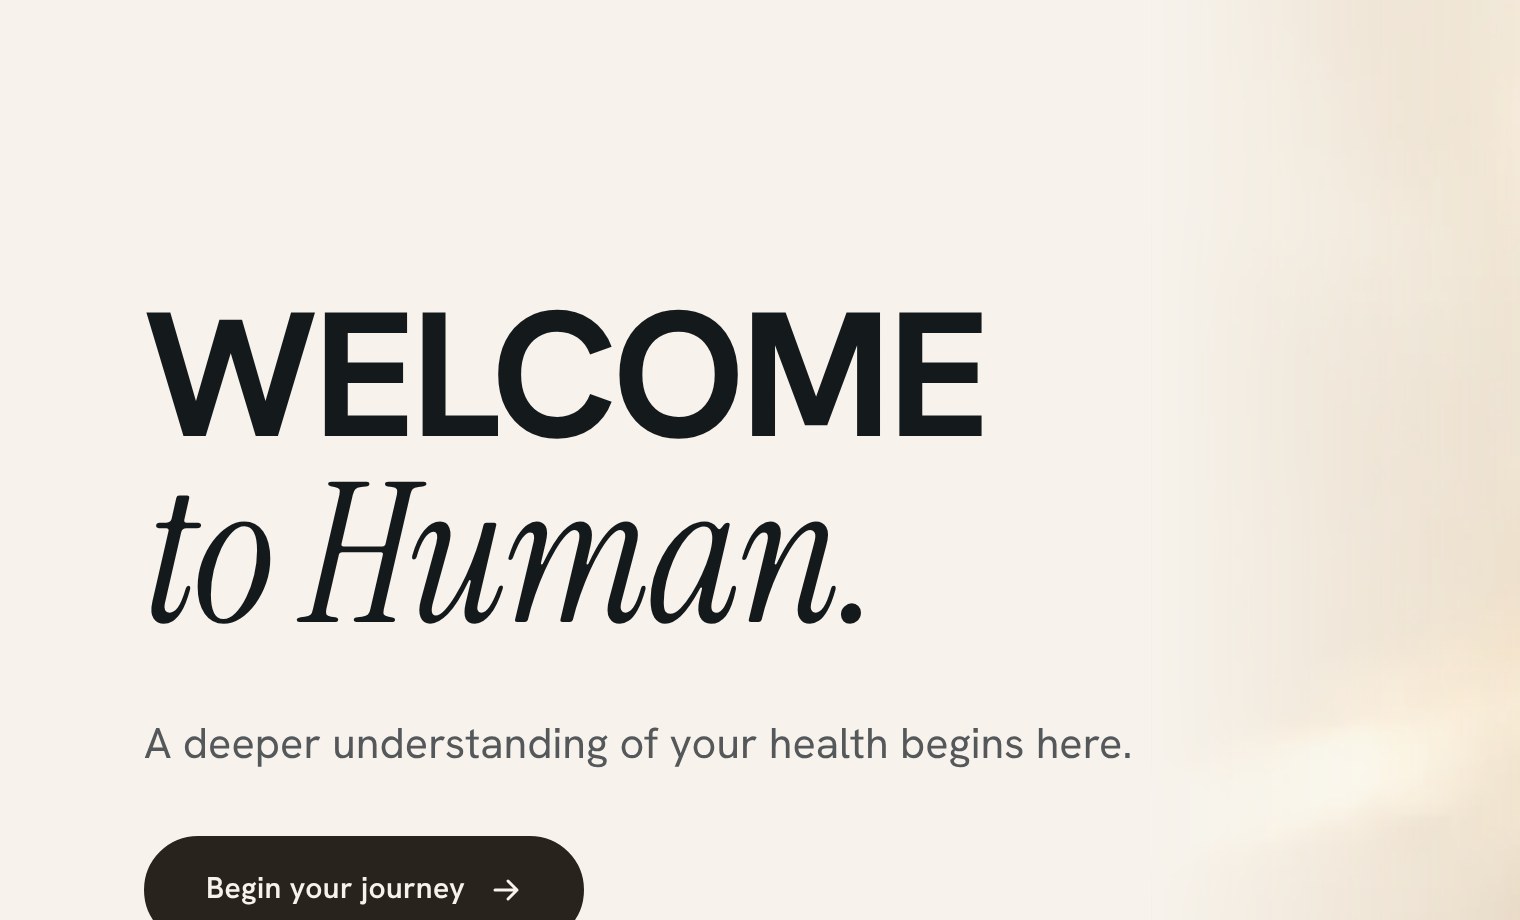 WELCOME
to Human.
A deeper understanding of your health begins here.
Begin your journey →